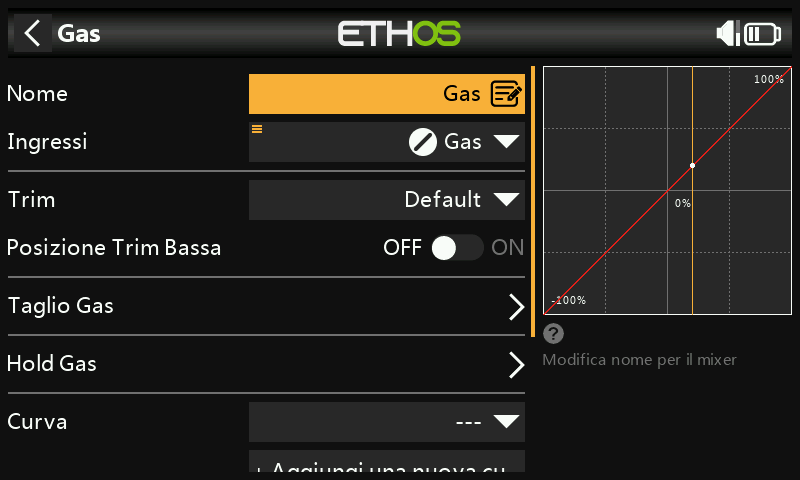 Gas
ETHOS
Nome
Gas
Ingressi
Gas
Trim
Default
Posizione Trim Bassa
OFF
ON
Taglio Gas
Hold Gas
Curva
---
+ Aggiungi una nuova cu...
100%
0%
-100%
?
Modifica nome per il mixer